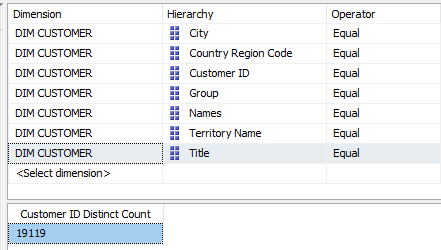 Dimension Hierarchy Operator
DIM CUSTOMER City Equal
DIM CUSTOMER Country Region Code Equal
DIM CUSTOMER Customer ID Equal
DIM CUSTOMER Group Equal
DIM CUSTOMER Names Equal
DIM CUSTOMER Territory Name Equal
DIM CUSTOMER Title Equal
<Select dimension>
Customer ID Distinct Count
19119